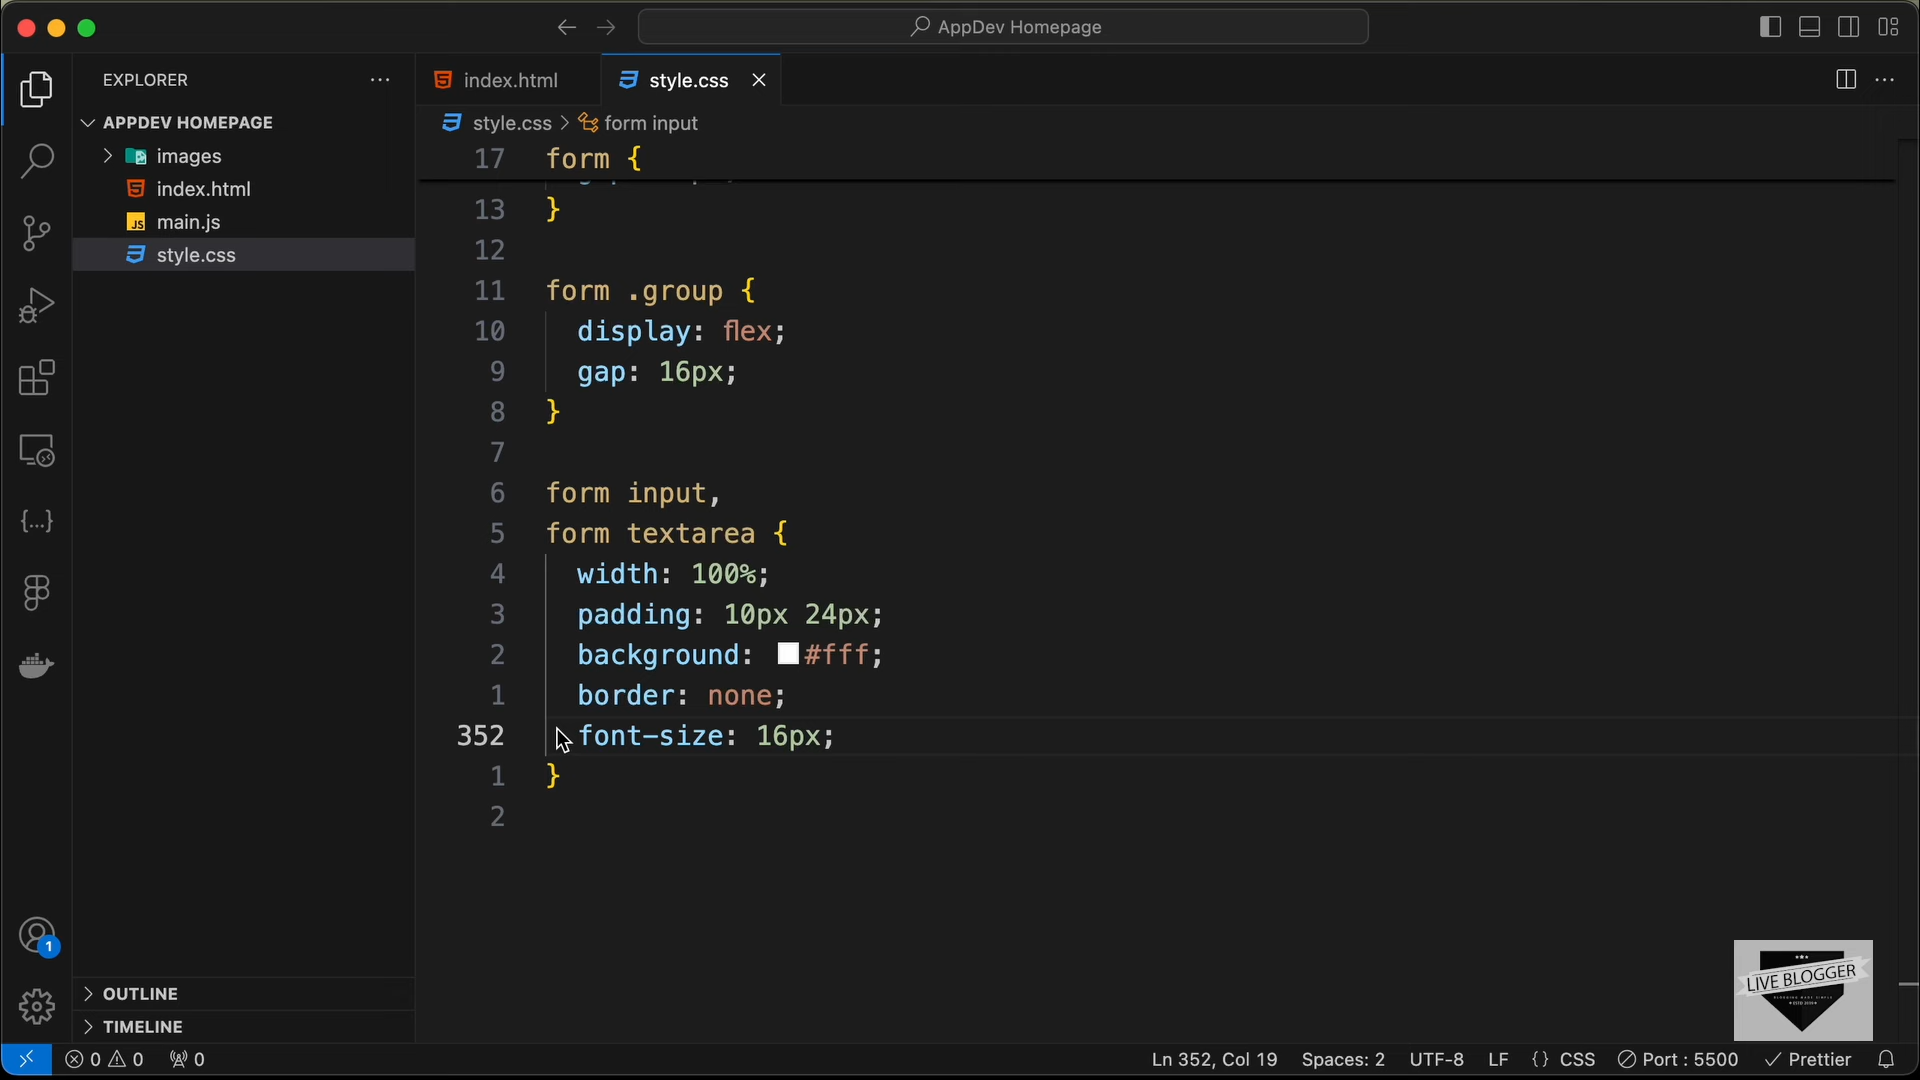 AppDev Homepage
EXPLORER
APPDEV HOMEPAGE
images
index.html
JS main.js
style.css
OUTLINE
TIMELINE
index.html
style.css
style.css > form input
17 form {
13 }
12
11 form .group {
10 display: flex;
9 gap: 16px;
8 }
7
6 form input,
5 form textarea {
4 width: 100%;
3 padding: 10px 24px;
2 background: #fff;
1 border: none;
352 font-size: 16px;
1 }
2
1
LIVE BLOGGER
0 0 0
Ln 352, Col 19 Spaces: 2 UTF-8 LF {} CSS Port : 5500 Prettier